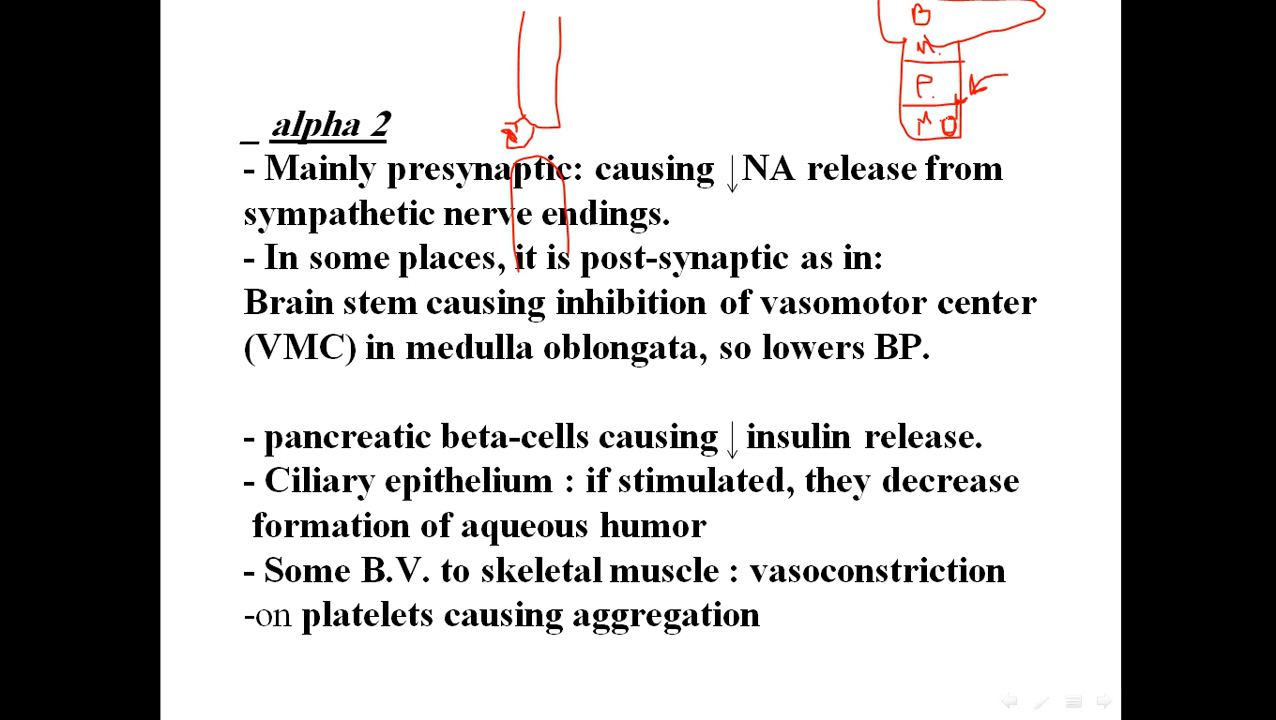 B
M.
P.
M
_ alpha 2
- Mainly presynaptic: causing ↓ NA release from
sympathetic nerve endings.
- In some places, it is post-synaptic as in:
Brain stem causing inhibition of vasomotor center
(VMC) in medulla oblongata, so lowers BP.
- pancreatic beta-cells causing ↓ insulin release.
- Ciliary epithelium : if stimulated, they decrease
formation of aqueous humor
- Some B.V. to skeletal muscle : vasoconstriction
-on platelets causing aggregation